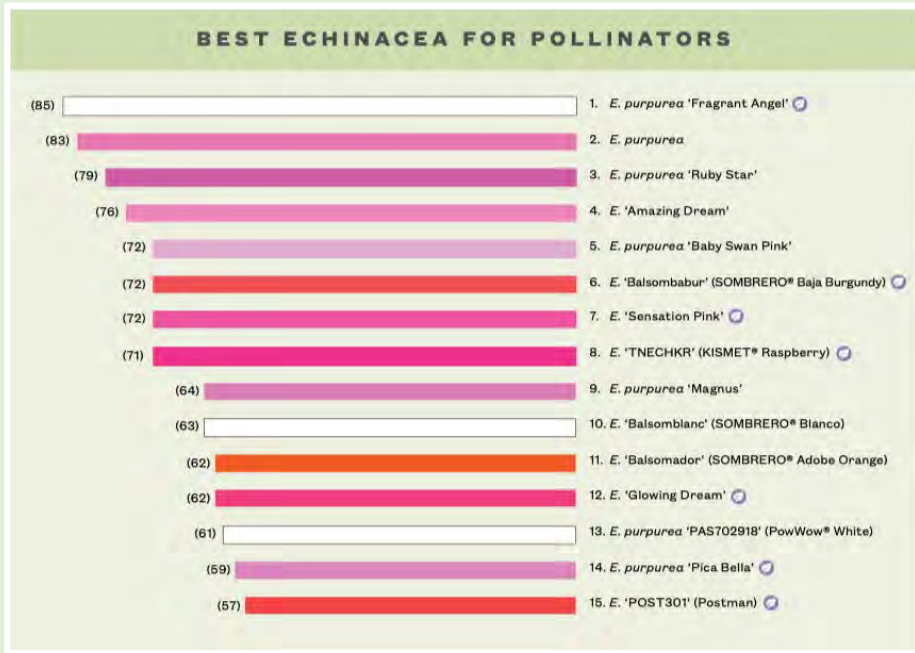 BEST ECHINACEA FOR POLLINATORS
(85) 1. E. purpurea 'Fragrant Angel'
(83) 2. E. purpurea
(79) 3. E. purpurea 'Ruby Star'
(76) 4. E. 'Amazing Dream'
(72) 5. E. purpurea 'Baby Swan Pink'
(72) 6. E. 'Balsombabur' (SOMBRERO® Baja Burgundy)
(72) 7. E. 'Sensation Pink'
(71) 8. E. 'TNECHKR' (KISMET® Raspberry)
(64) 9. E. purpurea 'Magnus'
(63) 10. E. 'Balsomblanc' (SOMBRERO® Blanco)
(62) 11. E. 'Balsomador' (SOMBRERO® Adobe Orange)
(62) 12. E. 'Glowing Dream'
(61) 13. E. purpurea 'PAS702918' (PowWow® White)
(59) 14. E. purpurea 'Pica Bella'
(57) 15. E. 'POST301' (Postman)